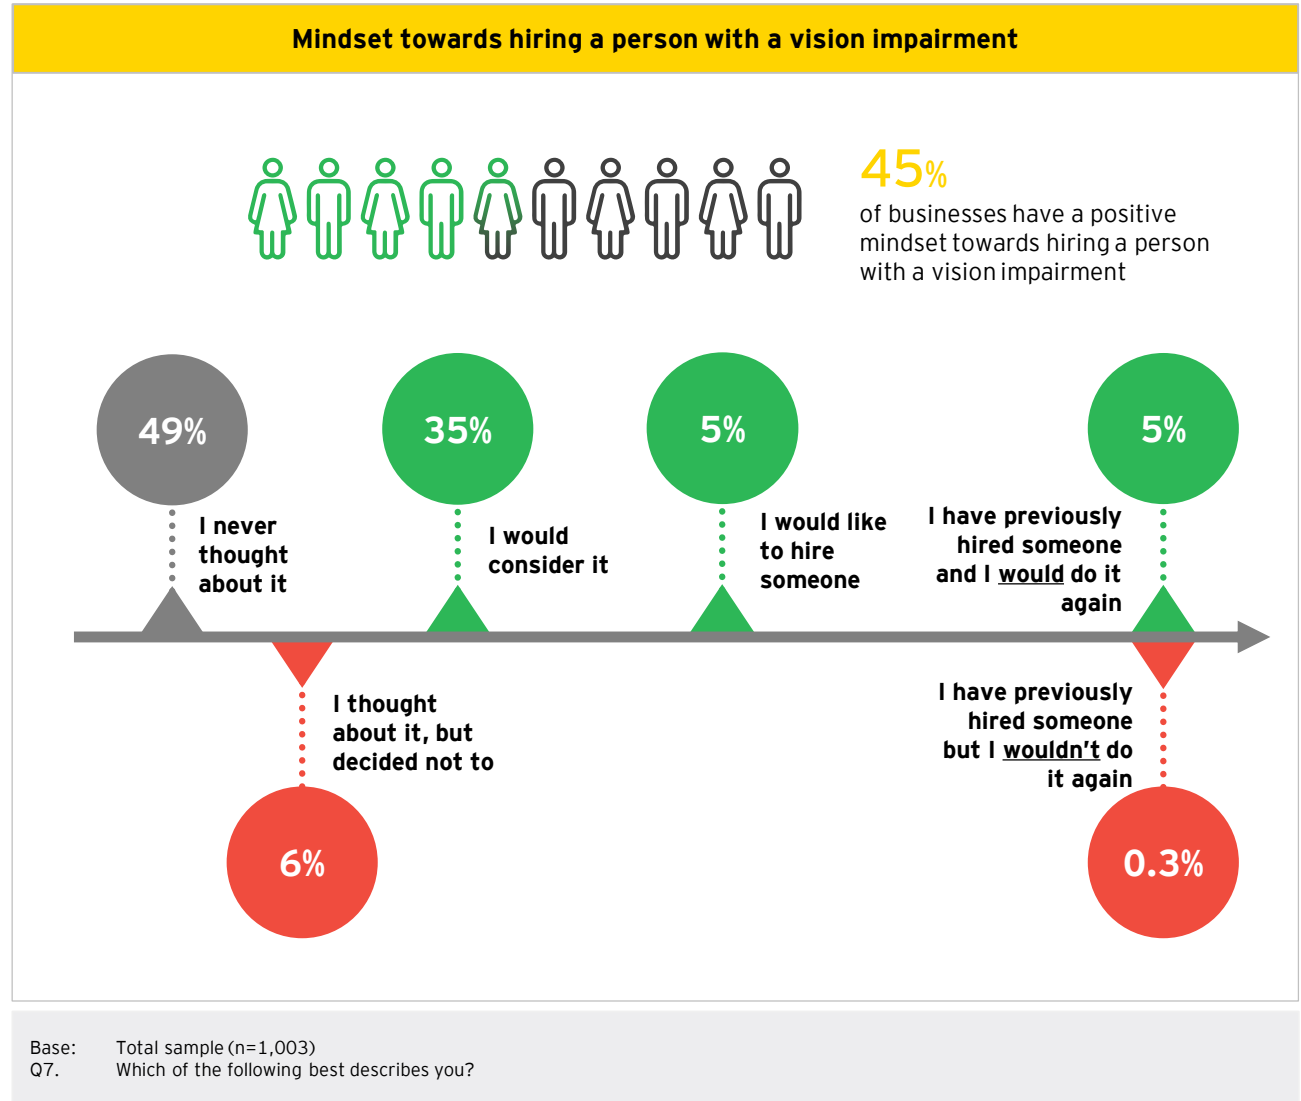 Mindset towards hiring a person with a vision impairment
45%
of businesses have a positive
mindset towards hiring a person
with a vision impairment
49%
I never
thought
about it
35%
I would
consider it
5%
I would like
to hire
someone
5%
I have previously
hired someone
and I would do it
again
I thought
about it, but
decided not to
6%
I have previously
hired someone
but I wouldn't do
it again
0.3%
Base: Total sample (n=1,003)
Q7. Which of the following best describes you?